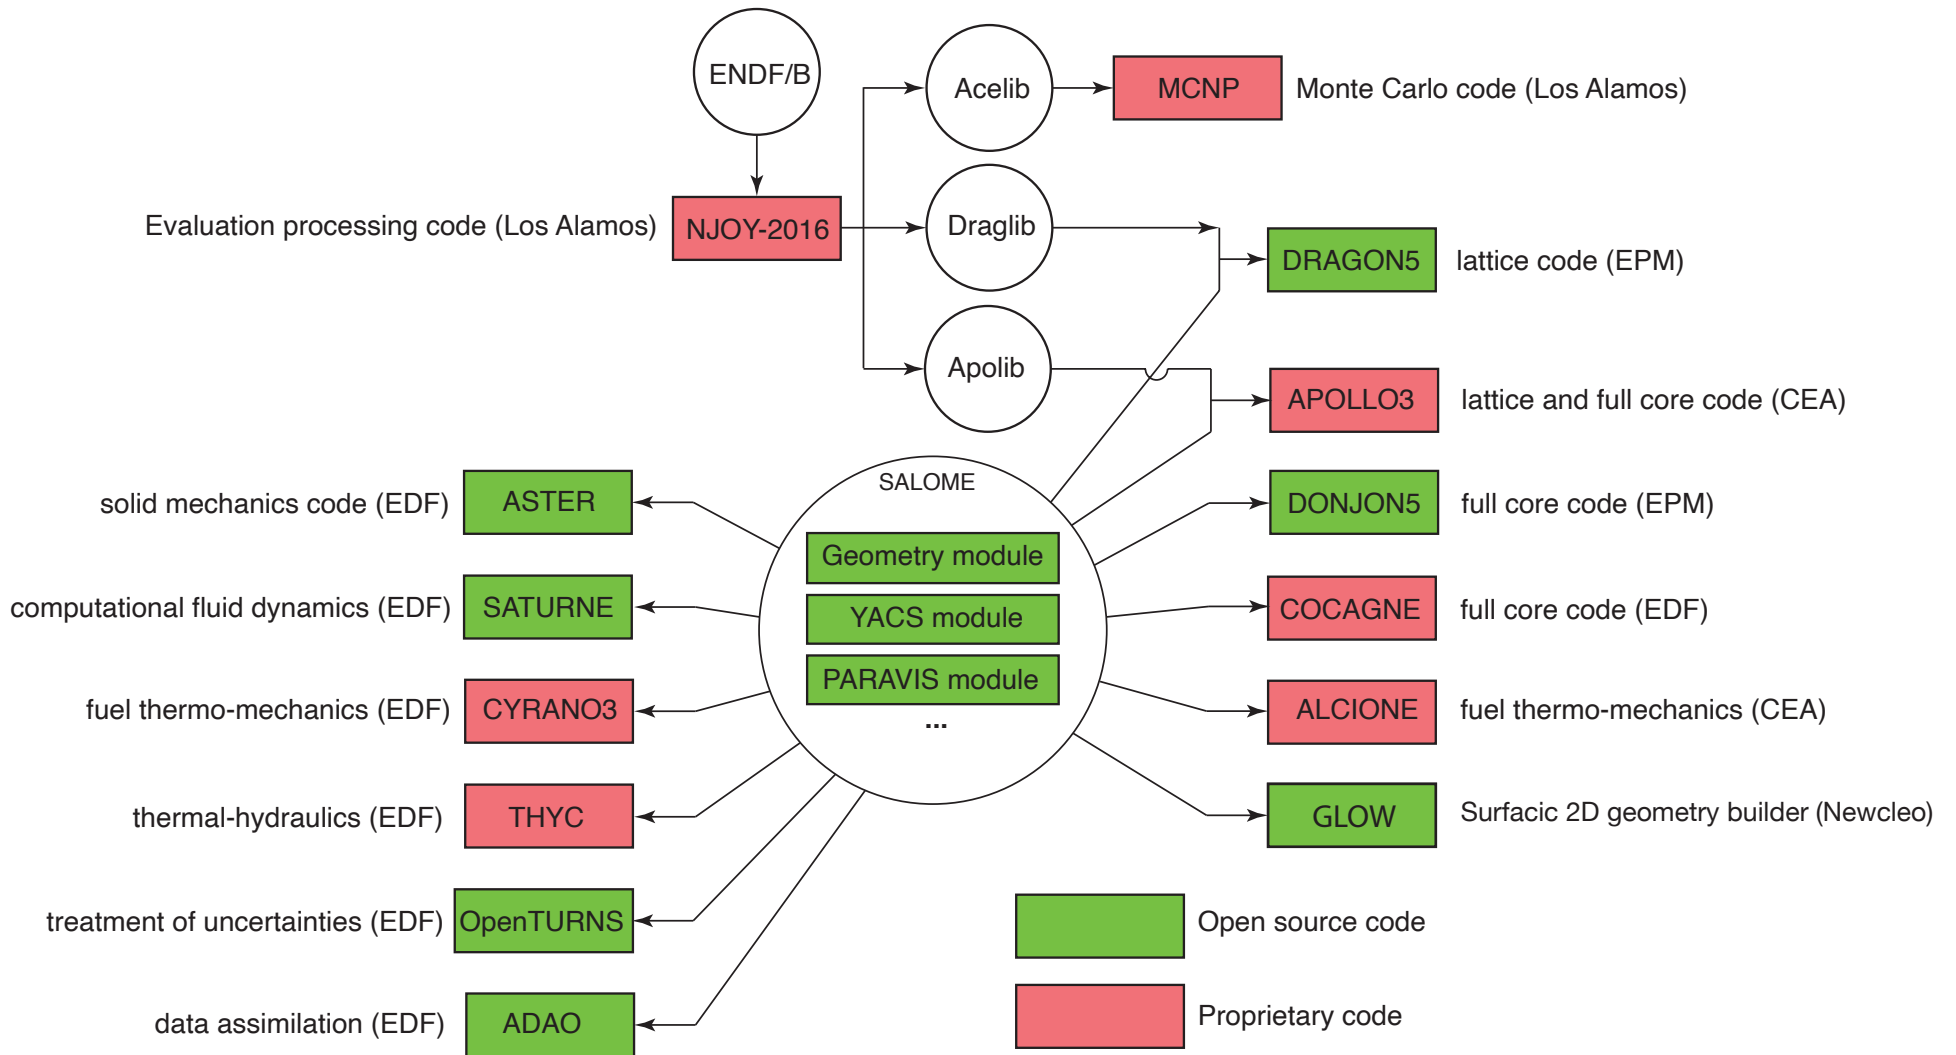 ENDF/B
Acelib
MCNP
Monte Carlo code (Los Alamos)
Evaluation processing code (Los Alamos)
NJOY-2016
Draglib
DRAGON5
lattice code (EPM)
Apolib
APOLLO3
lattice and full core code (CEA)
SALOME
solid mechanics code (EDF)
ASTER
DONJON5
full core code (EPM)
Geometry module
computational fluid dynamics (EDF)
SATURNE
YACS module
COCAGNE
full core code (EDF)
PARAVIS module
...
fuel thermo-mechanics (EDF)
CYRANO3
ALCIONE
fuel thermo-mechanics (CEA)
thermal-hydraulics (EDF)
THYC
GLOW
Surfacic 2D geometry builder (Newcleo)
treatment of uncertainties (EDF)
OpenTURNS
Open source code
data assimilation (EDF)
ADAO
Proprietary code